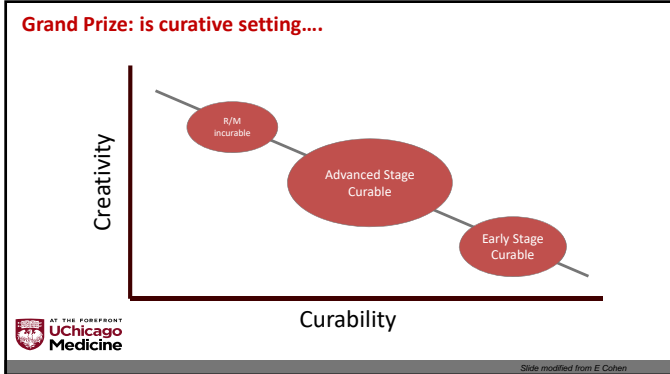 Grand Prize: is curative setting....
Creativity
R/M
incurable
Advanced Stage
Curable
Early Stage
Curable
Curability
AT THE FOREFRONT
UChicago
Medicine
Slide modified from E Cohen